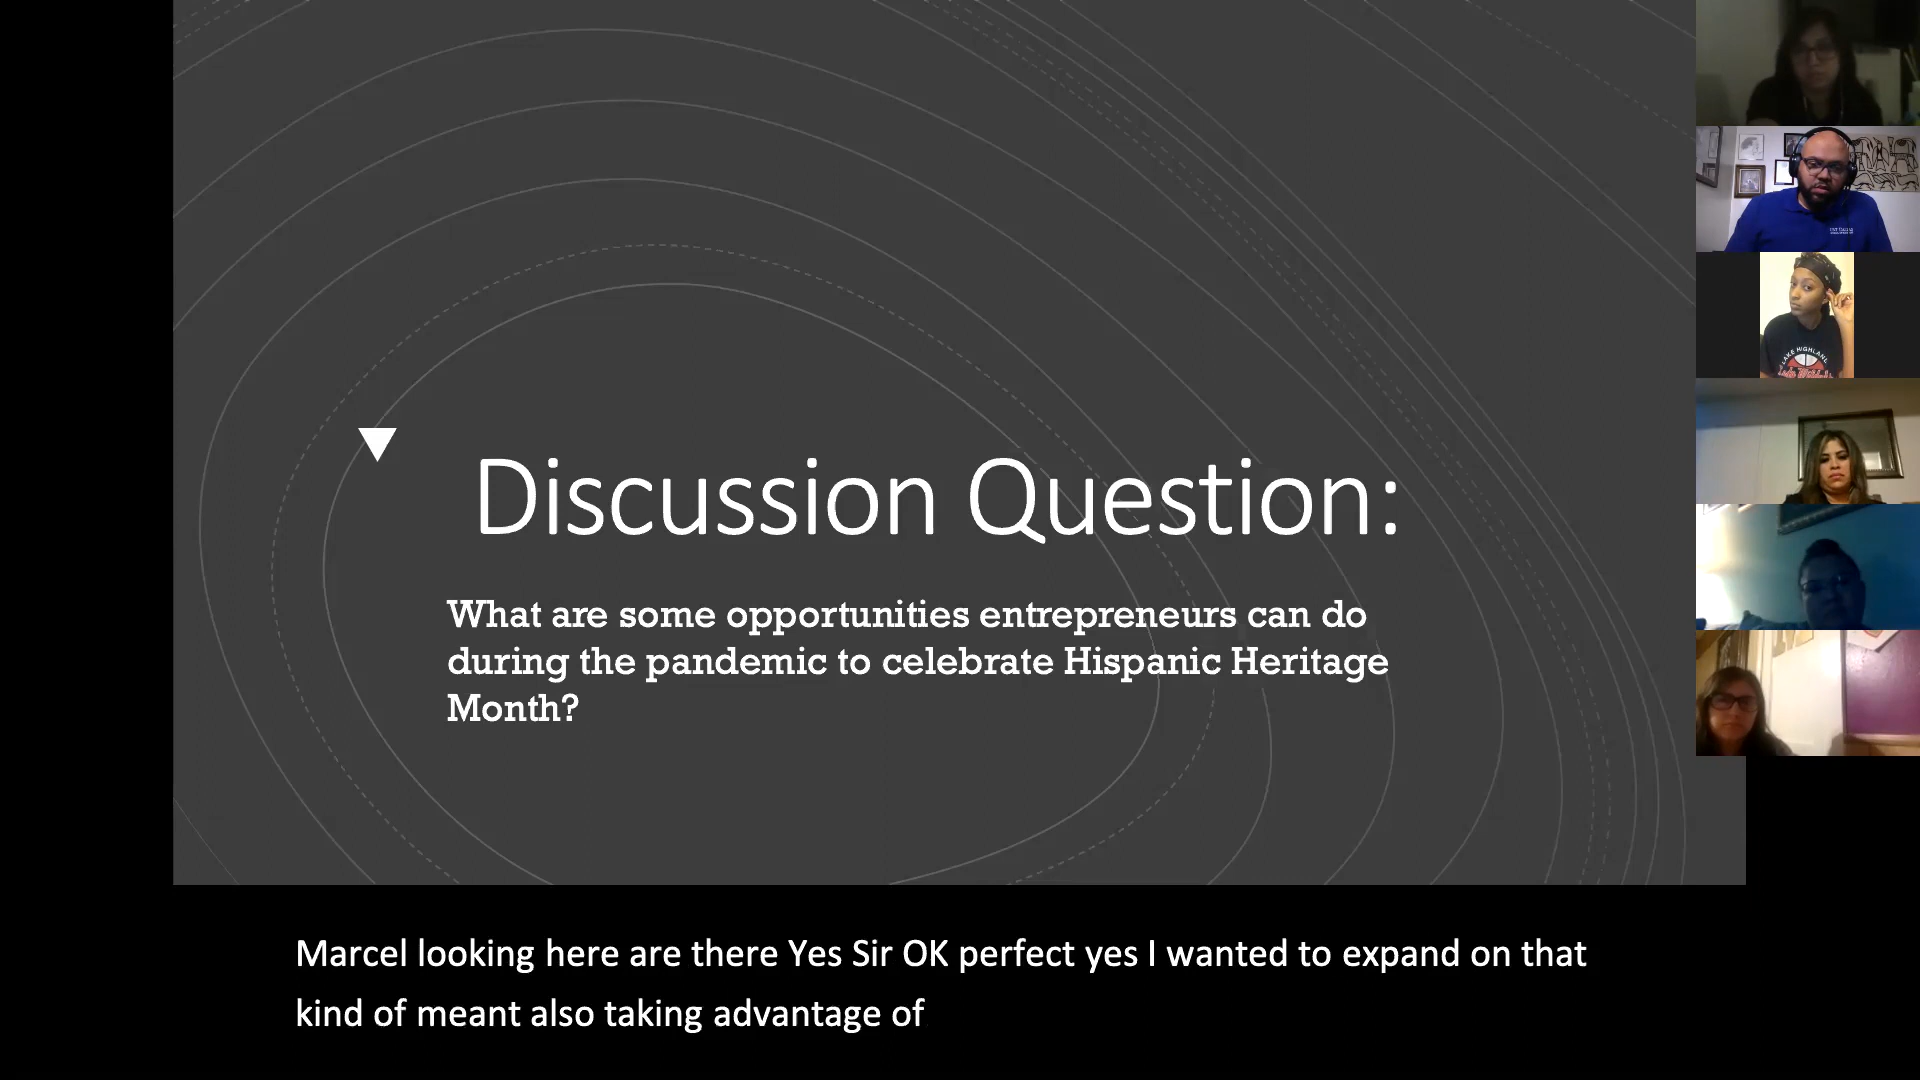 Discussion Question:
What are some opportunities entrepreneurs can do
during the pandemic to celebrate Hispanic Heritage
Month?
LAKE HIGHLAND
Marcel looking here are there Yes Sir OK perfect yes I wanted to expand on that
kind of meant also taking advantage of